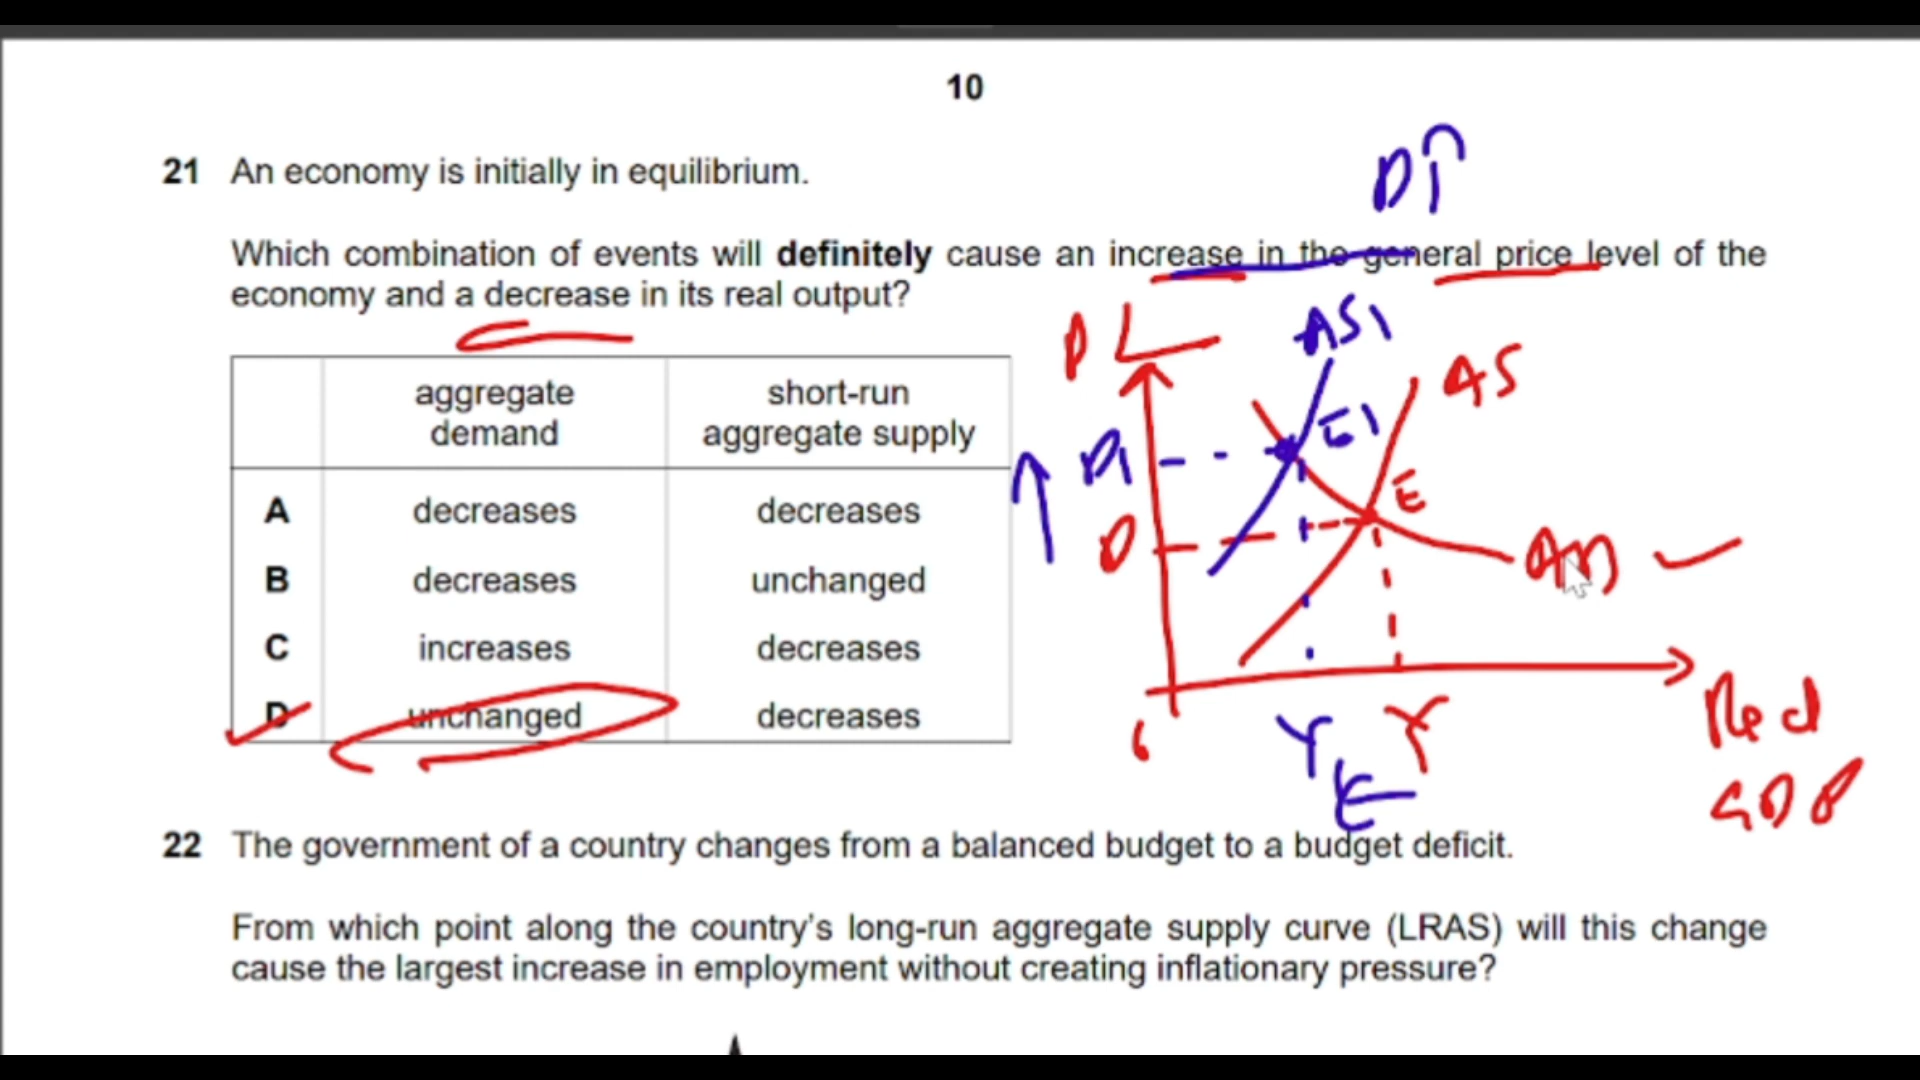 10
21 An economy is initially in equilibrium.
Which combination of events will definitely cause an increase in the general price level of the
economy and a decrease in its real output?
aggregate demand short-run aggregate supply
A decreases decreases
B decreases unchanged
C increases decreases
D unchanged decreases
PL
AS1
AS
E1
P1
E
P
AD
Y
YE
Real
GDP
22 The government of a country changes from a balanced budget to a budget deficit.
From which point along the country's long-run aggregate supply curve (LRAS) will this change
cause the largest increase in employment without creating inflationary pressure?